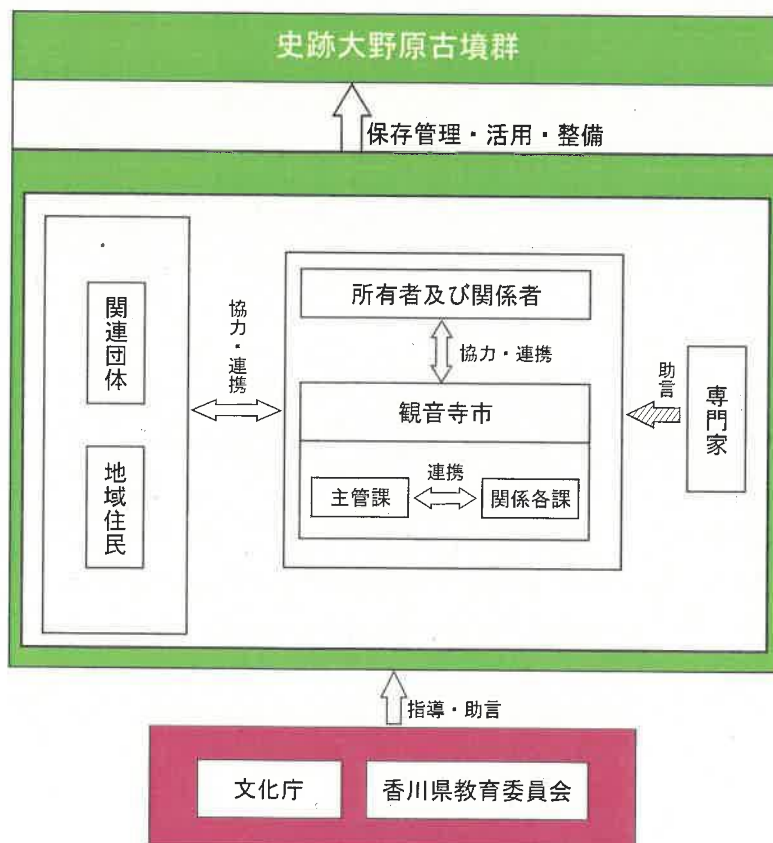 史跡大野原古墳群
保存管理・活用・整備
関連団体
地域住民
協力・連携
所有者及び関係者
協力・連携
観音寺市
主管課
連携
関係各課
助言
専門家
指導・助言
文化庁
香川県教育委員会